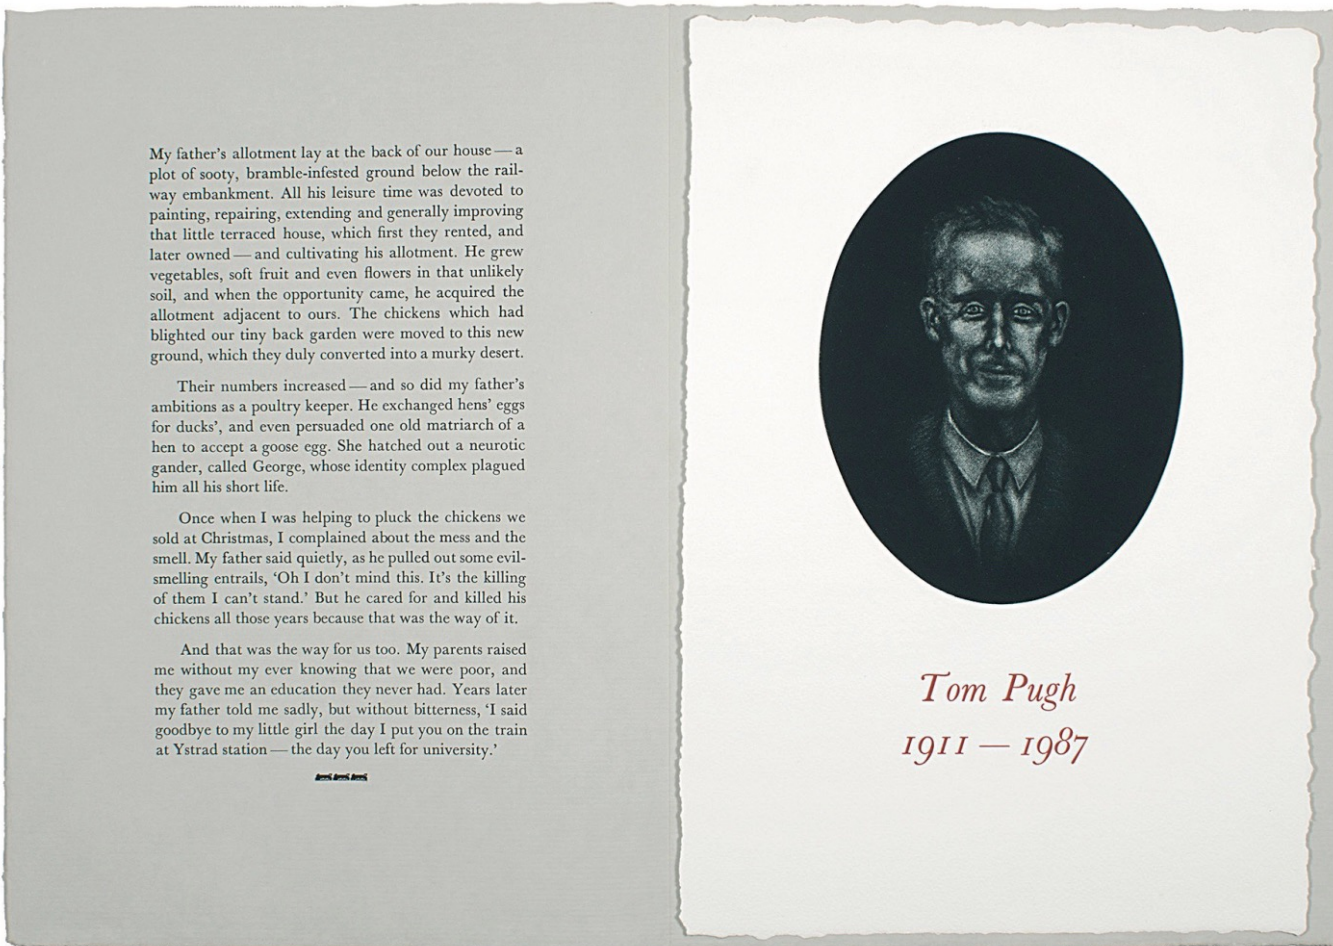 My father's allotment lay at the back of our house — a
plot of sooty, bramble-infested ground below the rail-
way embankment. All his leisure time was devoted to
painting, repairing, extending and generally improving
that little terraced house, which first they rented, and
later owned — and cultivating his allotment. He grew
vegetables, soft fruit and even flowers in that unlikely
soil, and when the opportunity came, he acquired the
allotment adjacent to ours. The chickens which had
blighted our tiny back garden were moved to this new
ground, which they duly converted into a murky desert.
Their numbers increased — and so did my father's
ambitions as a poultry keeper. He exchanged hens' eggs
for ducks', and even persuaded one old matriarch of a
hen to accept a goose egg. She hatched out a neurotic
gander, called George, whose identity complex plagued
him all his short life.
Once when I was helping to pluck the chickens we
sold at Christmas, I complained about the mess and the
smell. My father said quietly, as he pulled out some evil-
smelling entrails, ‘Oh I don't mind this. It's the killing
of them I can't stand.’ But he cared for and killed his
chickens all those years because that was the way of it.
And that was the way for us too. My parents raised
me without my ever knowing that we were poor, and
they gave me an education they never had. Years later
my father told me sadly, but without bitterness, ‘I said
goodbye to my little girl the day I put you on the train
at Ystrad station — the day you left for university.’
Tom Pugh
1911 — 1987